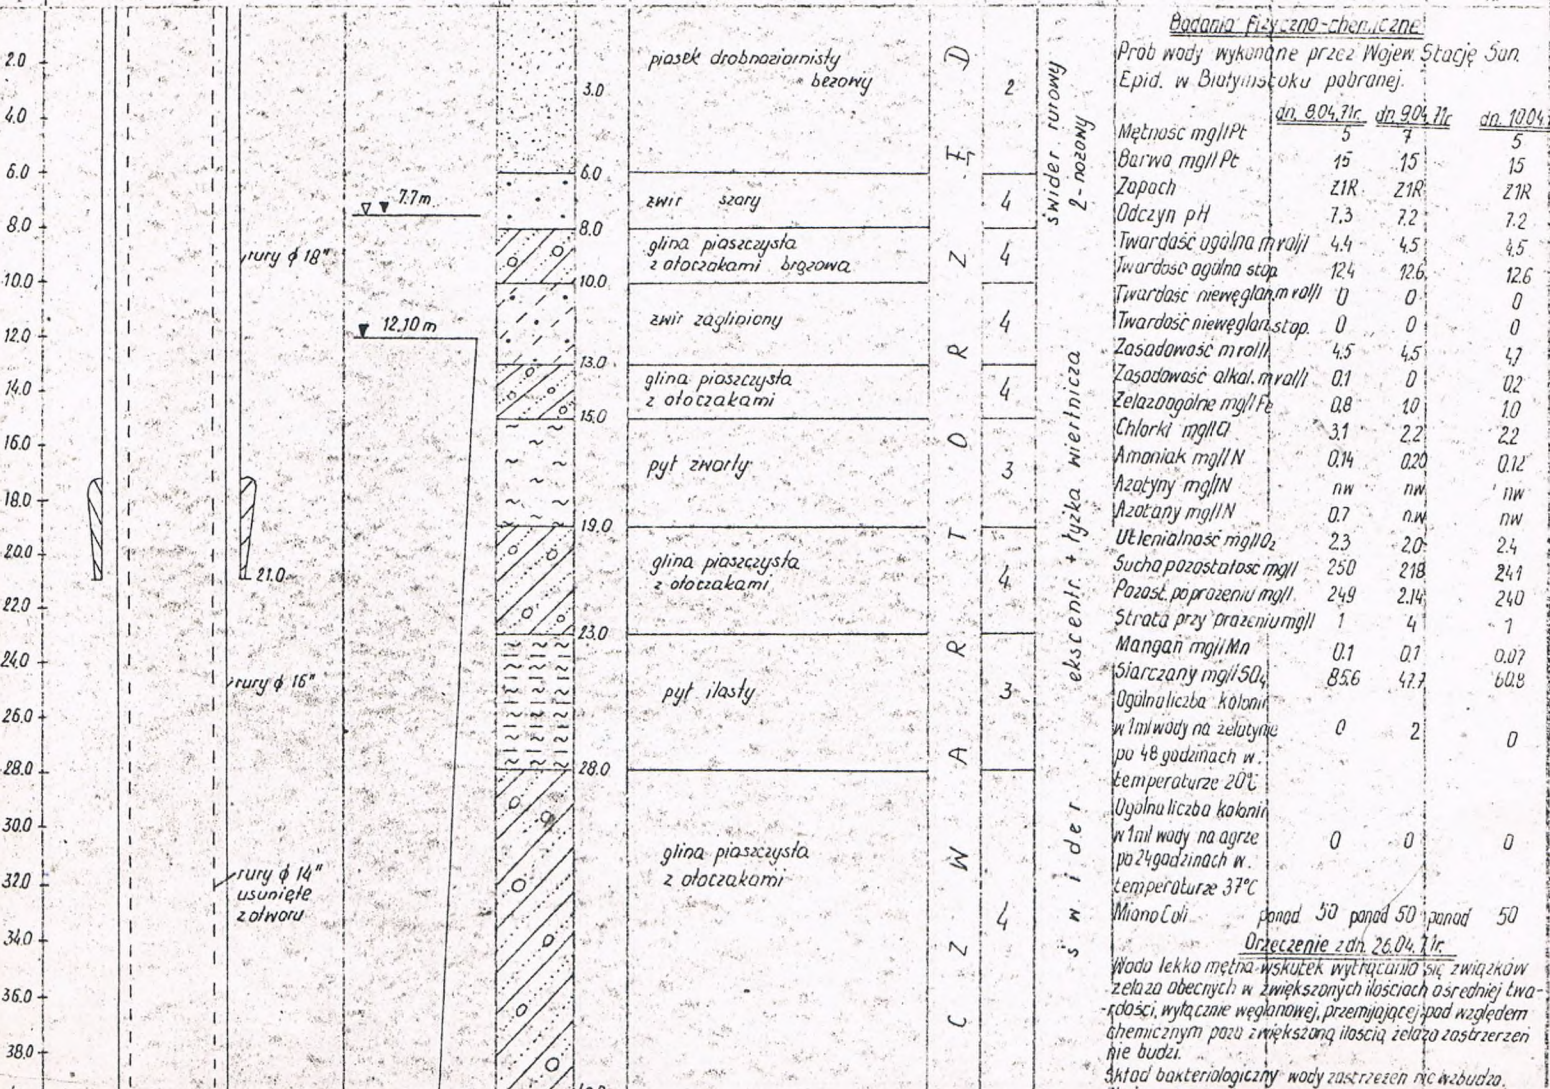 2.0
4.0
6.0
8.0
10.0
12.0
14.0
16.0
18.0
20.0
22.0
24.0
26.0
28.0
30.0
32.0
34.0
36.0
38.0
rury ϕ 18"
21.0
rury ϕ 16"
rury ϕ 14"
usunięte
z otworu
7.7 m
12.10 m
3.0
6.0
8.0
10.0
13.0
15.0
19.0
23.0
28.0
piasek drobnoziarnisty
beżowy
żwir szary
glina piaszczysta
z otoczakami brązowa
żwir zagliniony
glina piaszczysta
z otoczakami
pył zwarty
glina piaszczysta
z otoczakami
pył ilasty
glina piaszczysta
z otoczakami
CZWARTORZĘD
2
4
4
4
4
3
4
3
4
świder rurowy
2-nożowy
świder ekscentr. + łyżka wiertnicza
Badania fizyczno-chemiczne
Prób wody wykonane przez Wojew. Stację San.
Epid. w Białymstoku pobranej.
dn. 8.04.71r. dn. 9.04.71r dn. 10.04.
Mętność mg/l Pt 5 7 5
Barwa mg/l Pt 15 15 15
Zapach Z1R Z1R Z1R
Odczyn pH 7,3 7.2 7.2
Twardość ogólna mval/l 4.4 4,5 4,5
Twardość ogólna stop 12.4 12.6 12.6
Twardość niewęglan. mval/l 0 0 0
Twardość niewęglan. stop. 0 0 0
Zasadowość mval/l 4.5 4,5 4,7
Zasadowość alkal. mval/l 0.1 0 0.2
Żelazo ogólne mg/l Fe 0.8 1.0 1.0
Chlorki mg/l Cl 3.1 2.2 2.2
Amoniak mg/l N 0.14 0.20 0.12
Azotyny mg/l N nw nw nw
Azotany mg/l N 0.7 n.w nw
Utlenialność mg/l O₂ 2.3 2.0 2.4
Sucha pozostałość mg/l 250 218 241
Pozost. po prażeniu mg/l 249 2.14 240
Strata przy prażeniu mg/l 1 4 1
Mangan mg/l Mn 0.1 0.1 0.07
Siarczany mg/l SO₄ 85.6 47.7 60.8
Ogólna liczba kolonii
w 1ml wody na żelatynie 0 2 0
po 48 godzinach w.
temperaturze 20°C
Ogólna liczba kolonii
w 1ml wody na agrze 0 0 0
po 24 godzinach w.
temperaturze 37°C
Miano Coli ponad 50 ponad 50 ponad 50
Orzeczenie z dn. 26.04.71r.
Woda lekko mętna wskutek wytrącania się związków
żelaza obecnych w zwiększonych ilościach o średniej twa-
-rdości, wyłącznie węglanowej, przemijającej pod względem
chemicznym poza zwiększoną ilością żelaza zastrzerzeń
nie budzi.
Skład bakteriologiczny wody zastrzeżeń nie wzbudza.